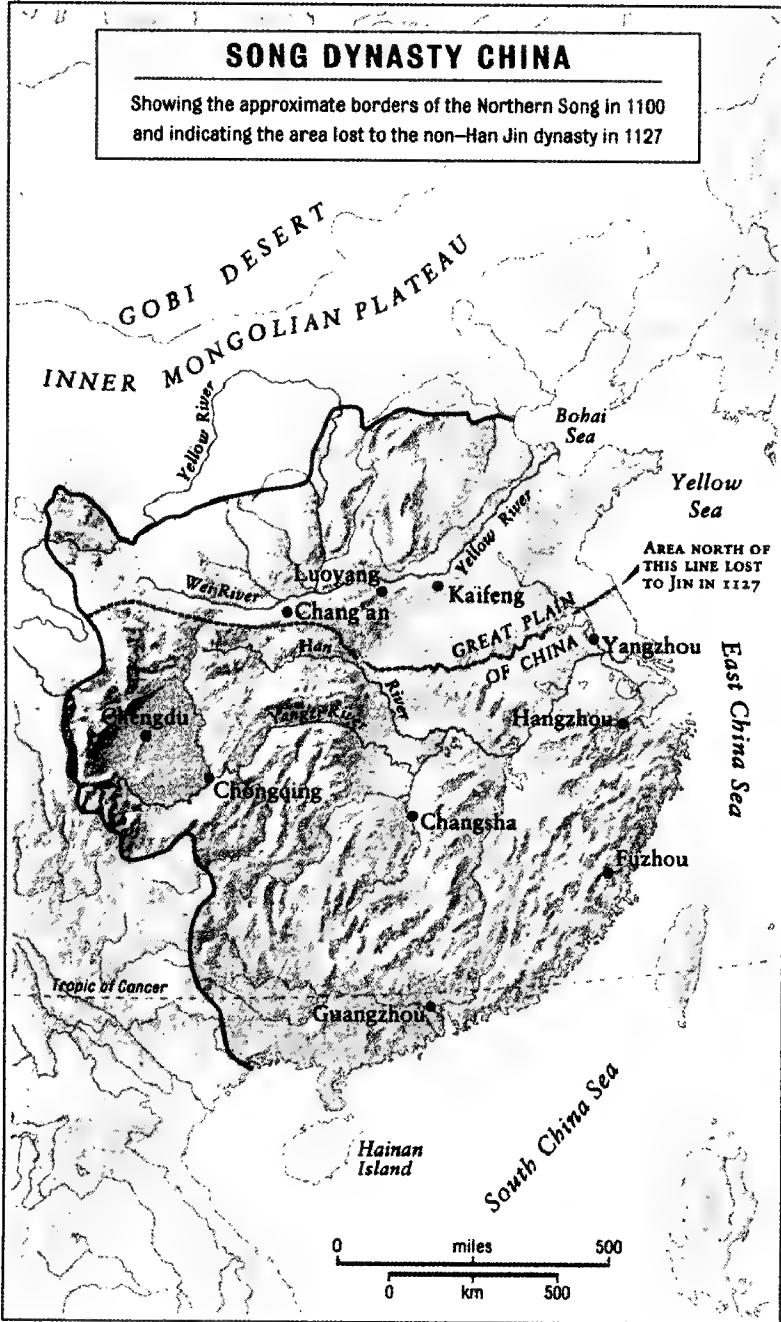 SONG DYNASTY CHINA
Showing the approximate borders of the Northern Song in 1100
and indicating the area lost to the non–Han Jin dynasty in 1127
GOBI DESERT
INNER MONGOLIAN PLATEAU
Yellow River
Bohai
Sea
Yellow
Sea
Yellow River
AREA NORTH OF
THIS LINE LOST
TO JIN IN 1127
Wei River
Luoyang
Kaifeng
Chang'an
GREAT PLAIN
OF CHINA
Han
River
Yangzhou
East China Sea
Chengdu
Yangzi River
Hangzhou
Chongqing
Changsha
Fuzhou
Tropic of Cancer
Guangzhou
Hainan
Island
South China Sea
0 miles 500
0 km 500